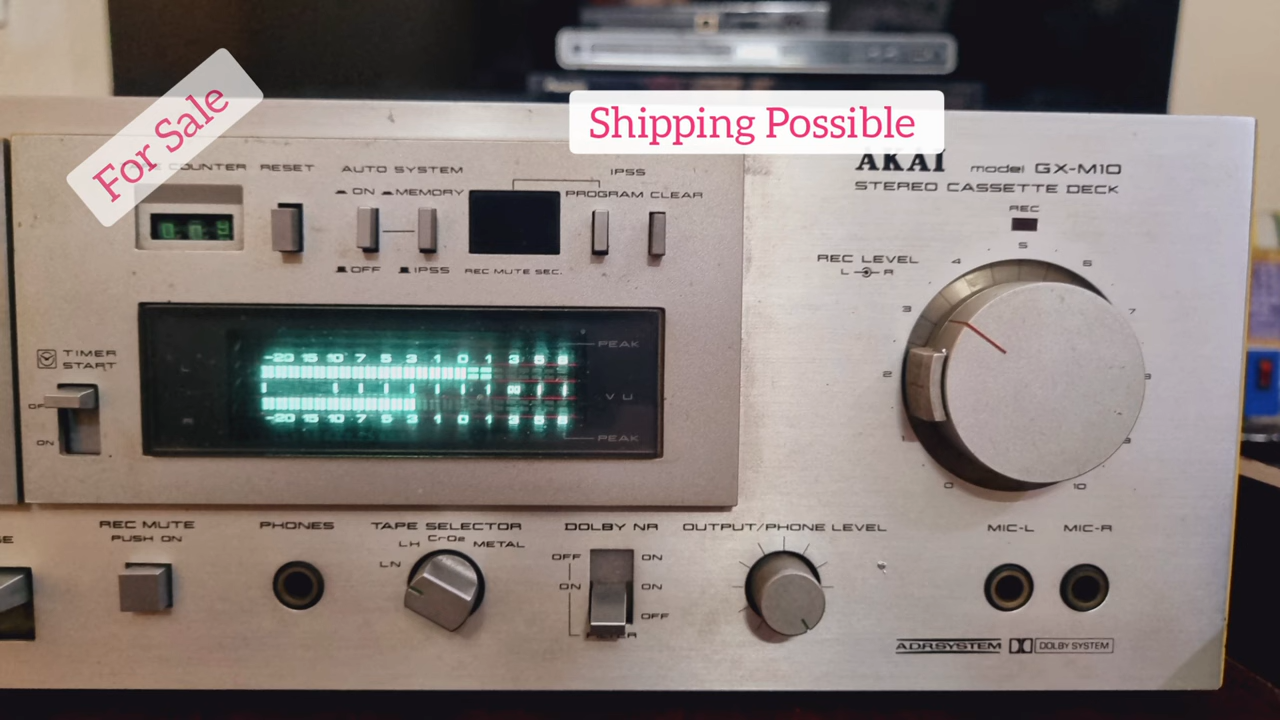 For Sale
Shipping Possible
AKAI model GX-M10
STEREO CASSETTE DECK
COUNTER RESET
AUTO SYSTEM
IPSS
ON MEMORY
PROGRAM CLEAR
OFF IPSS
REC MUTE SEC.
REC
REC LEVEL
L R
0 1 2 3 4 5 6 7 8 9 10
TIMER
START
ON
PEAK
-20 15 10 7 5 3 1 0 1 3 5 8
L
VU
R
-20 15 10 7 5 3 1 0 1 3 5 8
PEAK
REC MUTE
PUSH ON
PHONES
TAPE SELECTOR
LN LH CrO2 METAL
DOLBY NR
OFF ON
ON ON
OFF
OUTPUT/PHONE LEVEL
MIC-L MIC-R
ADRSYSTEM DOLBY SYSTEM